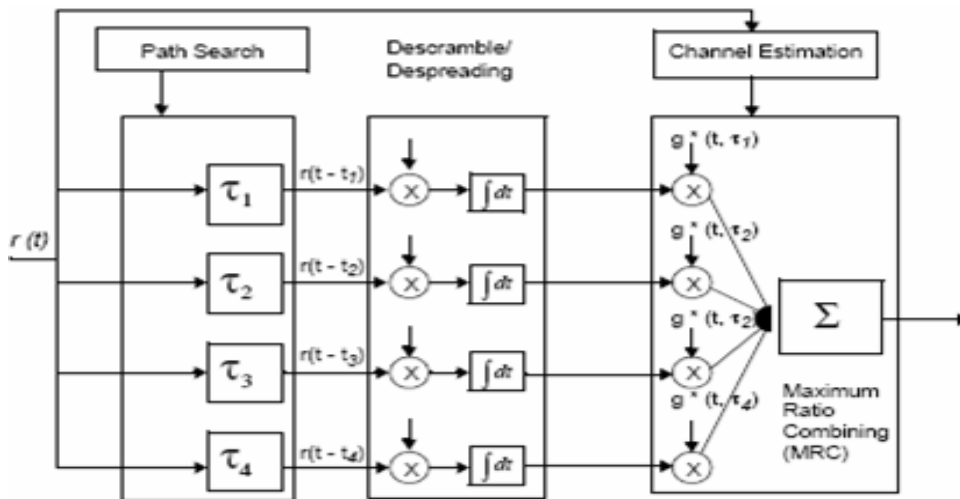 Path Search
Descramble/
Despreading
Channel Estimation
r (t)
τ1
r(t - t1)
X
∫dt
g * (t, τ1)
X
τ2
r(t - t2)
X
∫dt
g * (t, τ2)
X
Σ
τ3
r(t - t3)
X
∫dt
g * (t, τ2)
X
τ4
r(t - t4)
X
∫dt
g * (t, τ4)
X
Maximum
Ratio
Combining
(MRC)